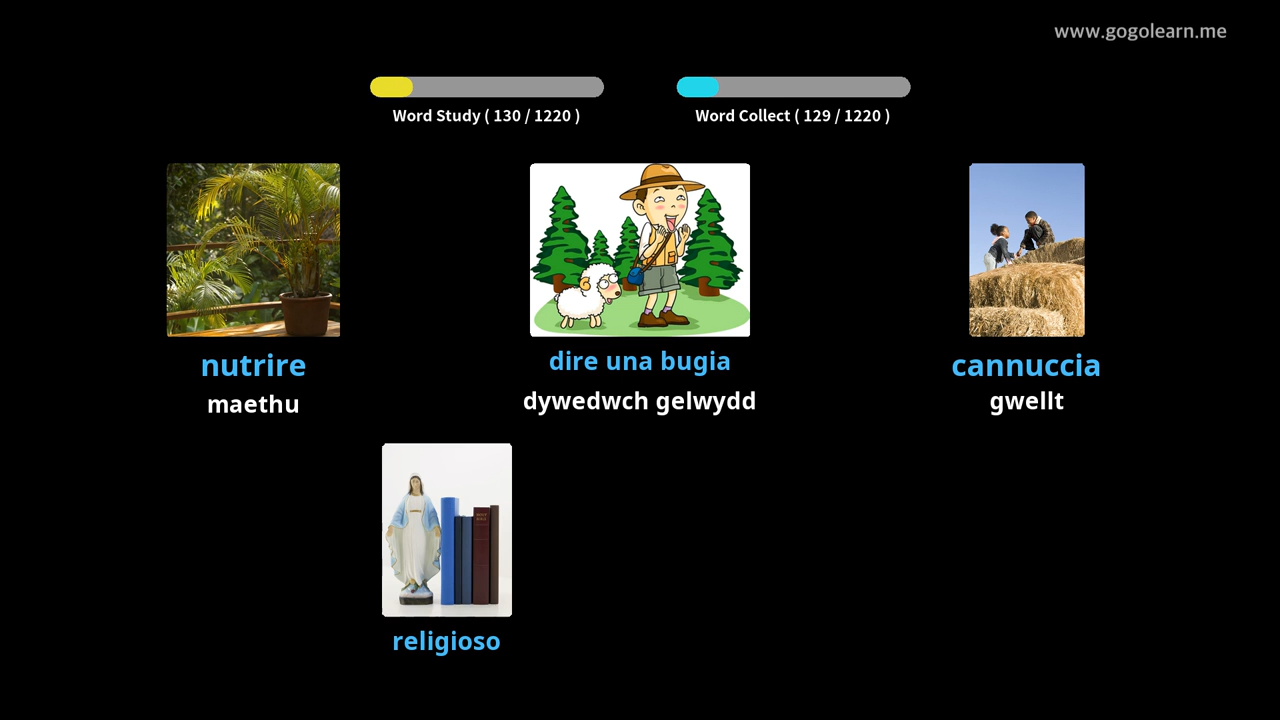 www.gogolearn.me
Word Study ( 130 / 1220 )
Word Collect ( 129 / 1220 )
nutrire
maethu
dire una bugia
dywedwch gelwydd
cannuccia
gwellt
religioso